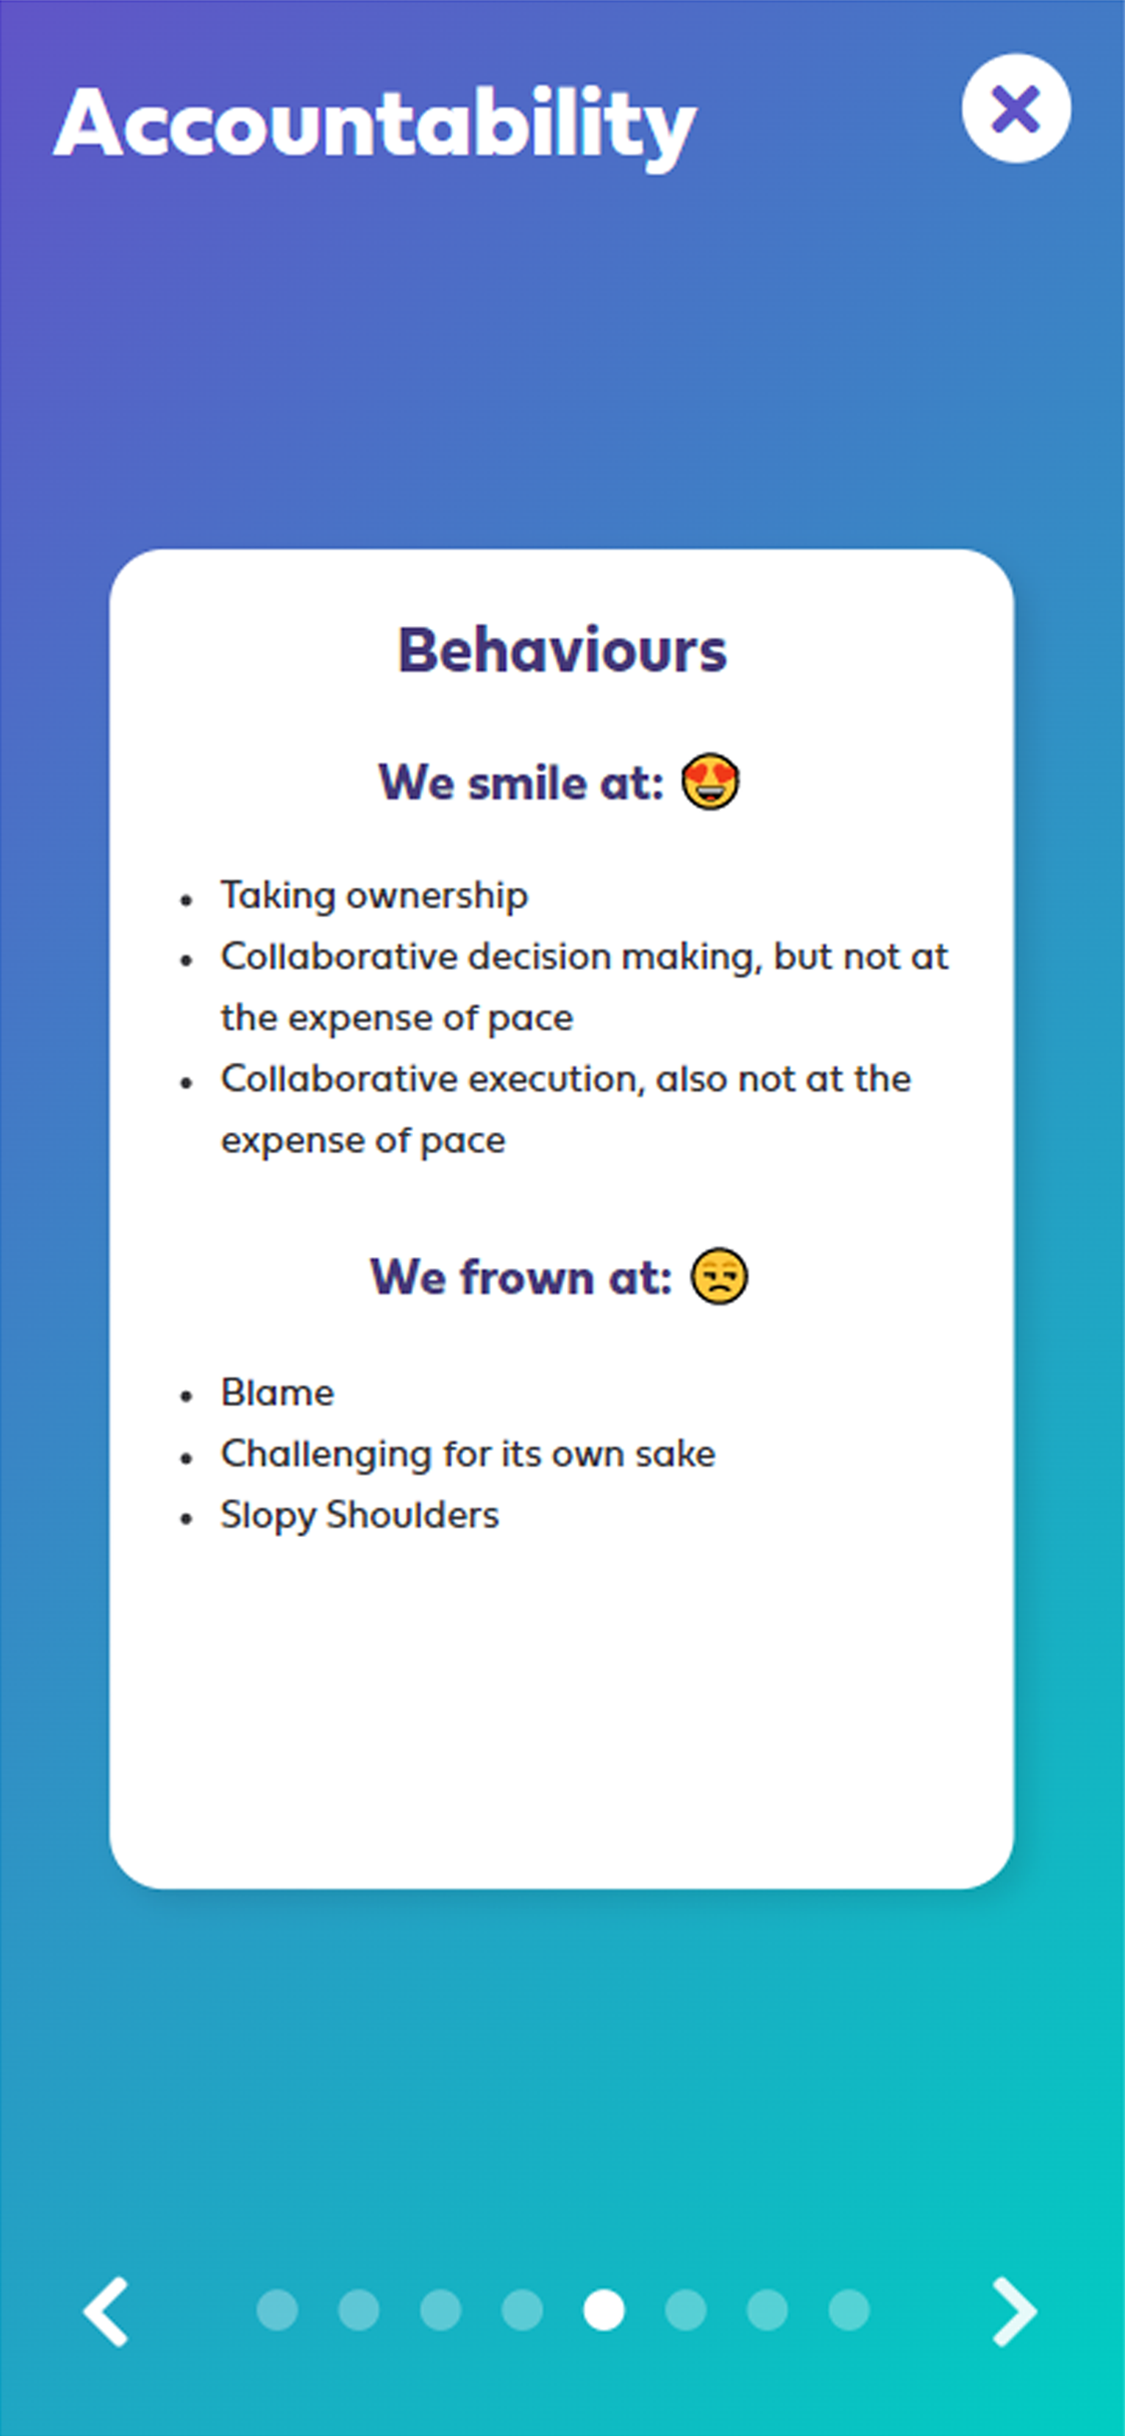 Accountability
Behaviours
We smile at: 😍
• Taking ownership
• Collaborative decision making, but not at
the expense of pace
• Collaborative execution, also not at the
expense of pace
We frown at: 😒
• Blame
• Challenging for its own sake
• Slopy Shoulders